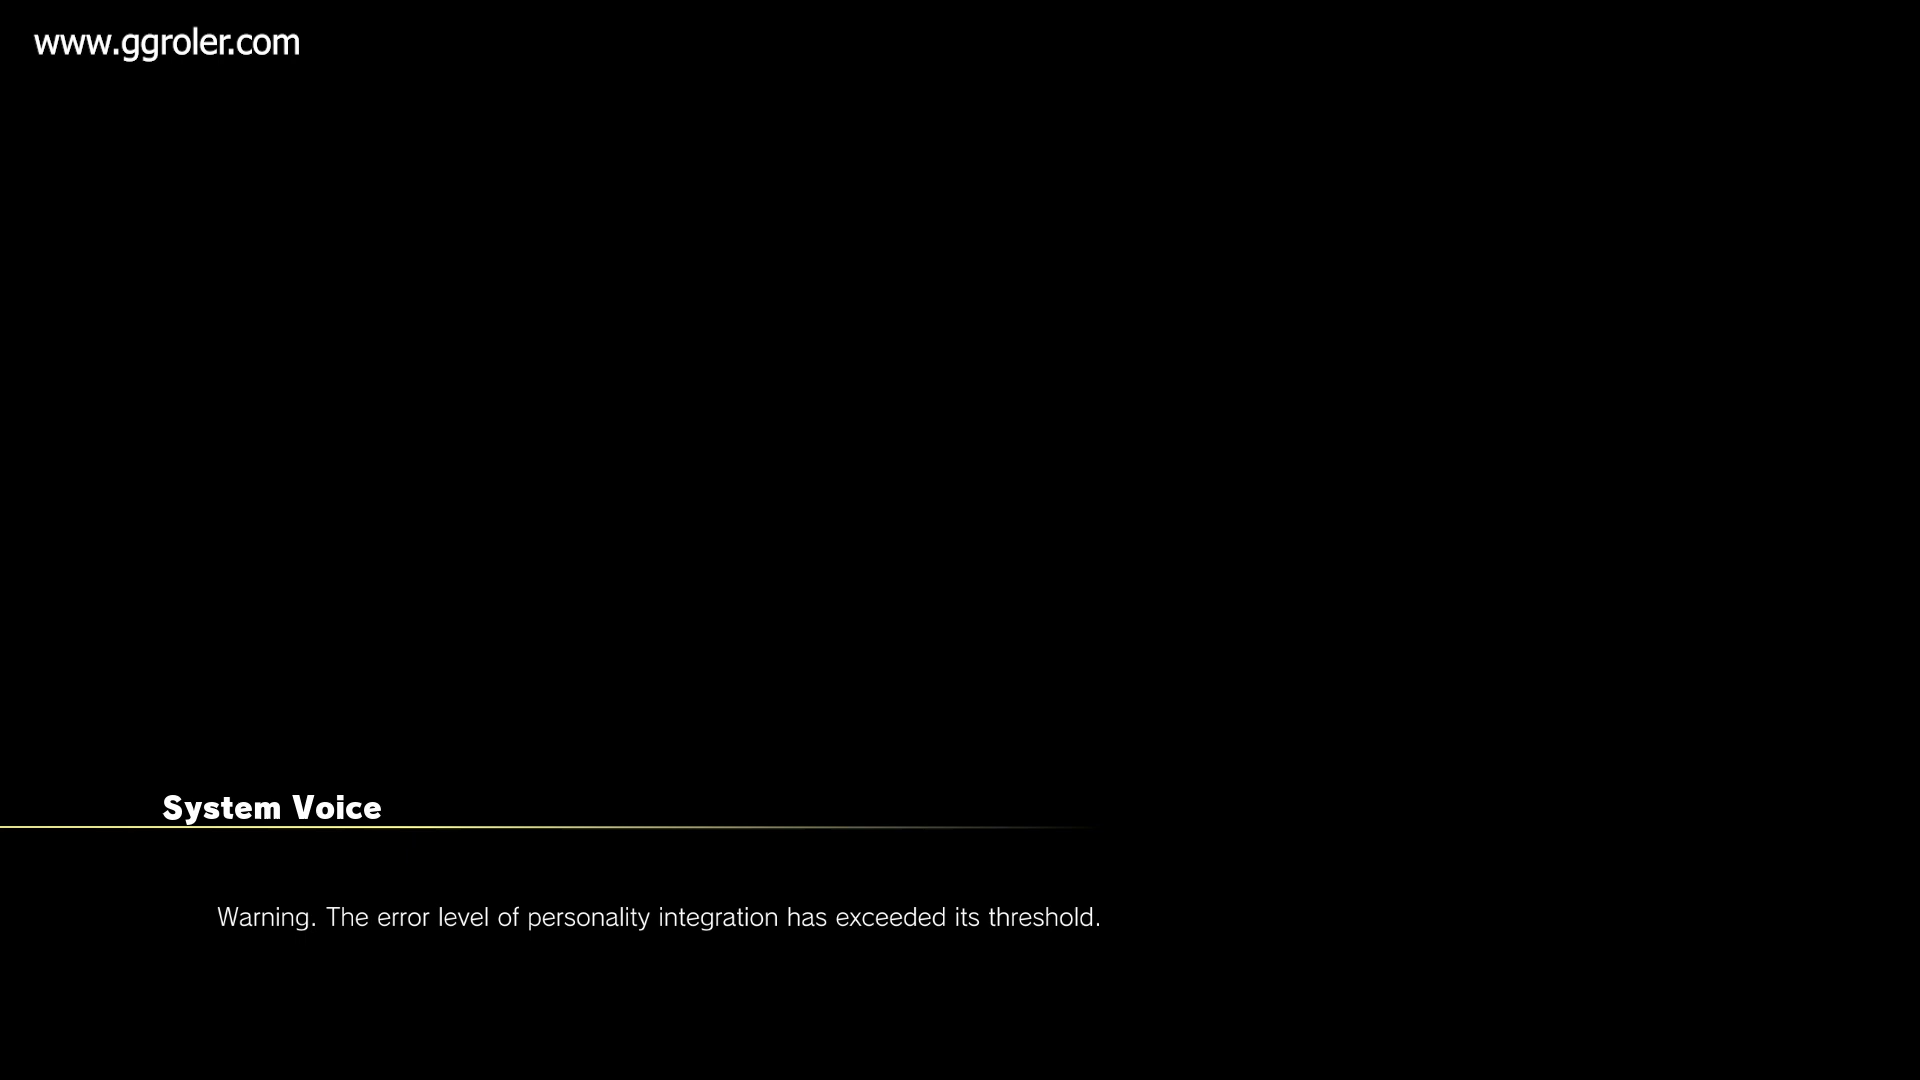 www.ggroler.com
System Voice
Warning. The error level of personality integration has exceeded its threshold.